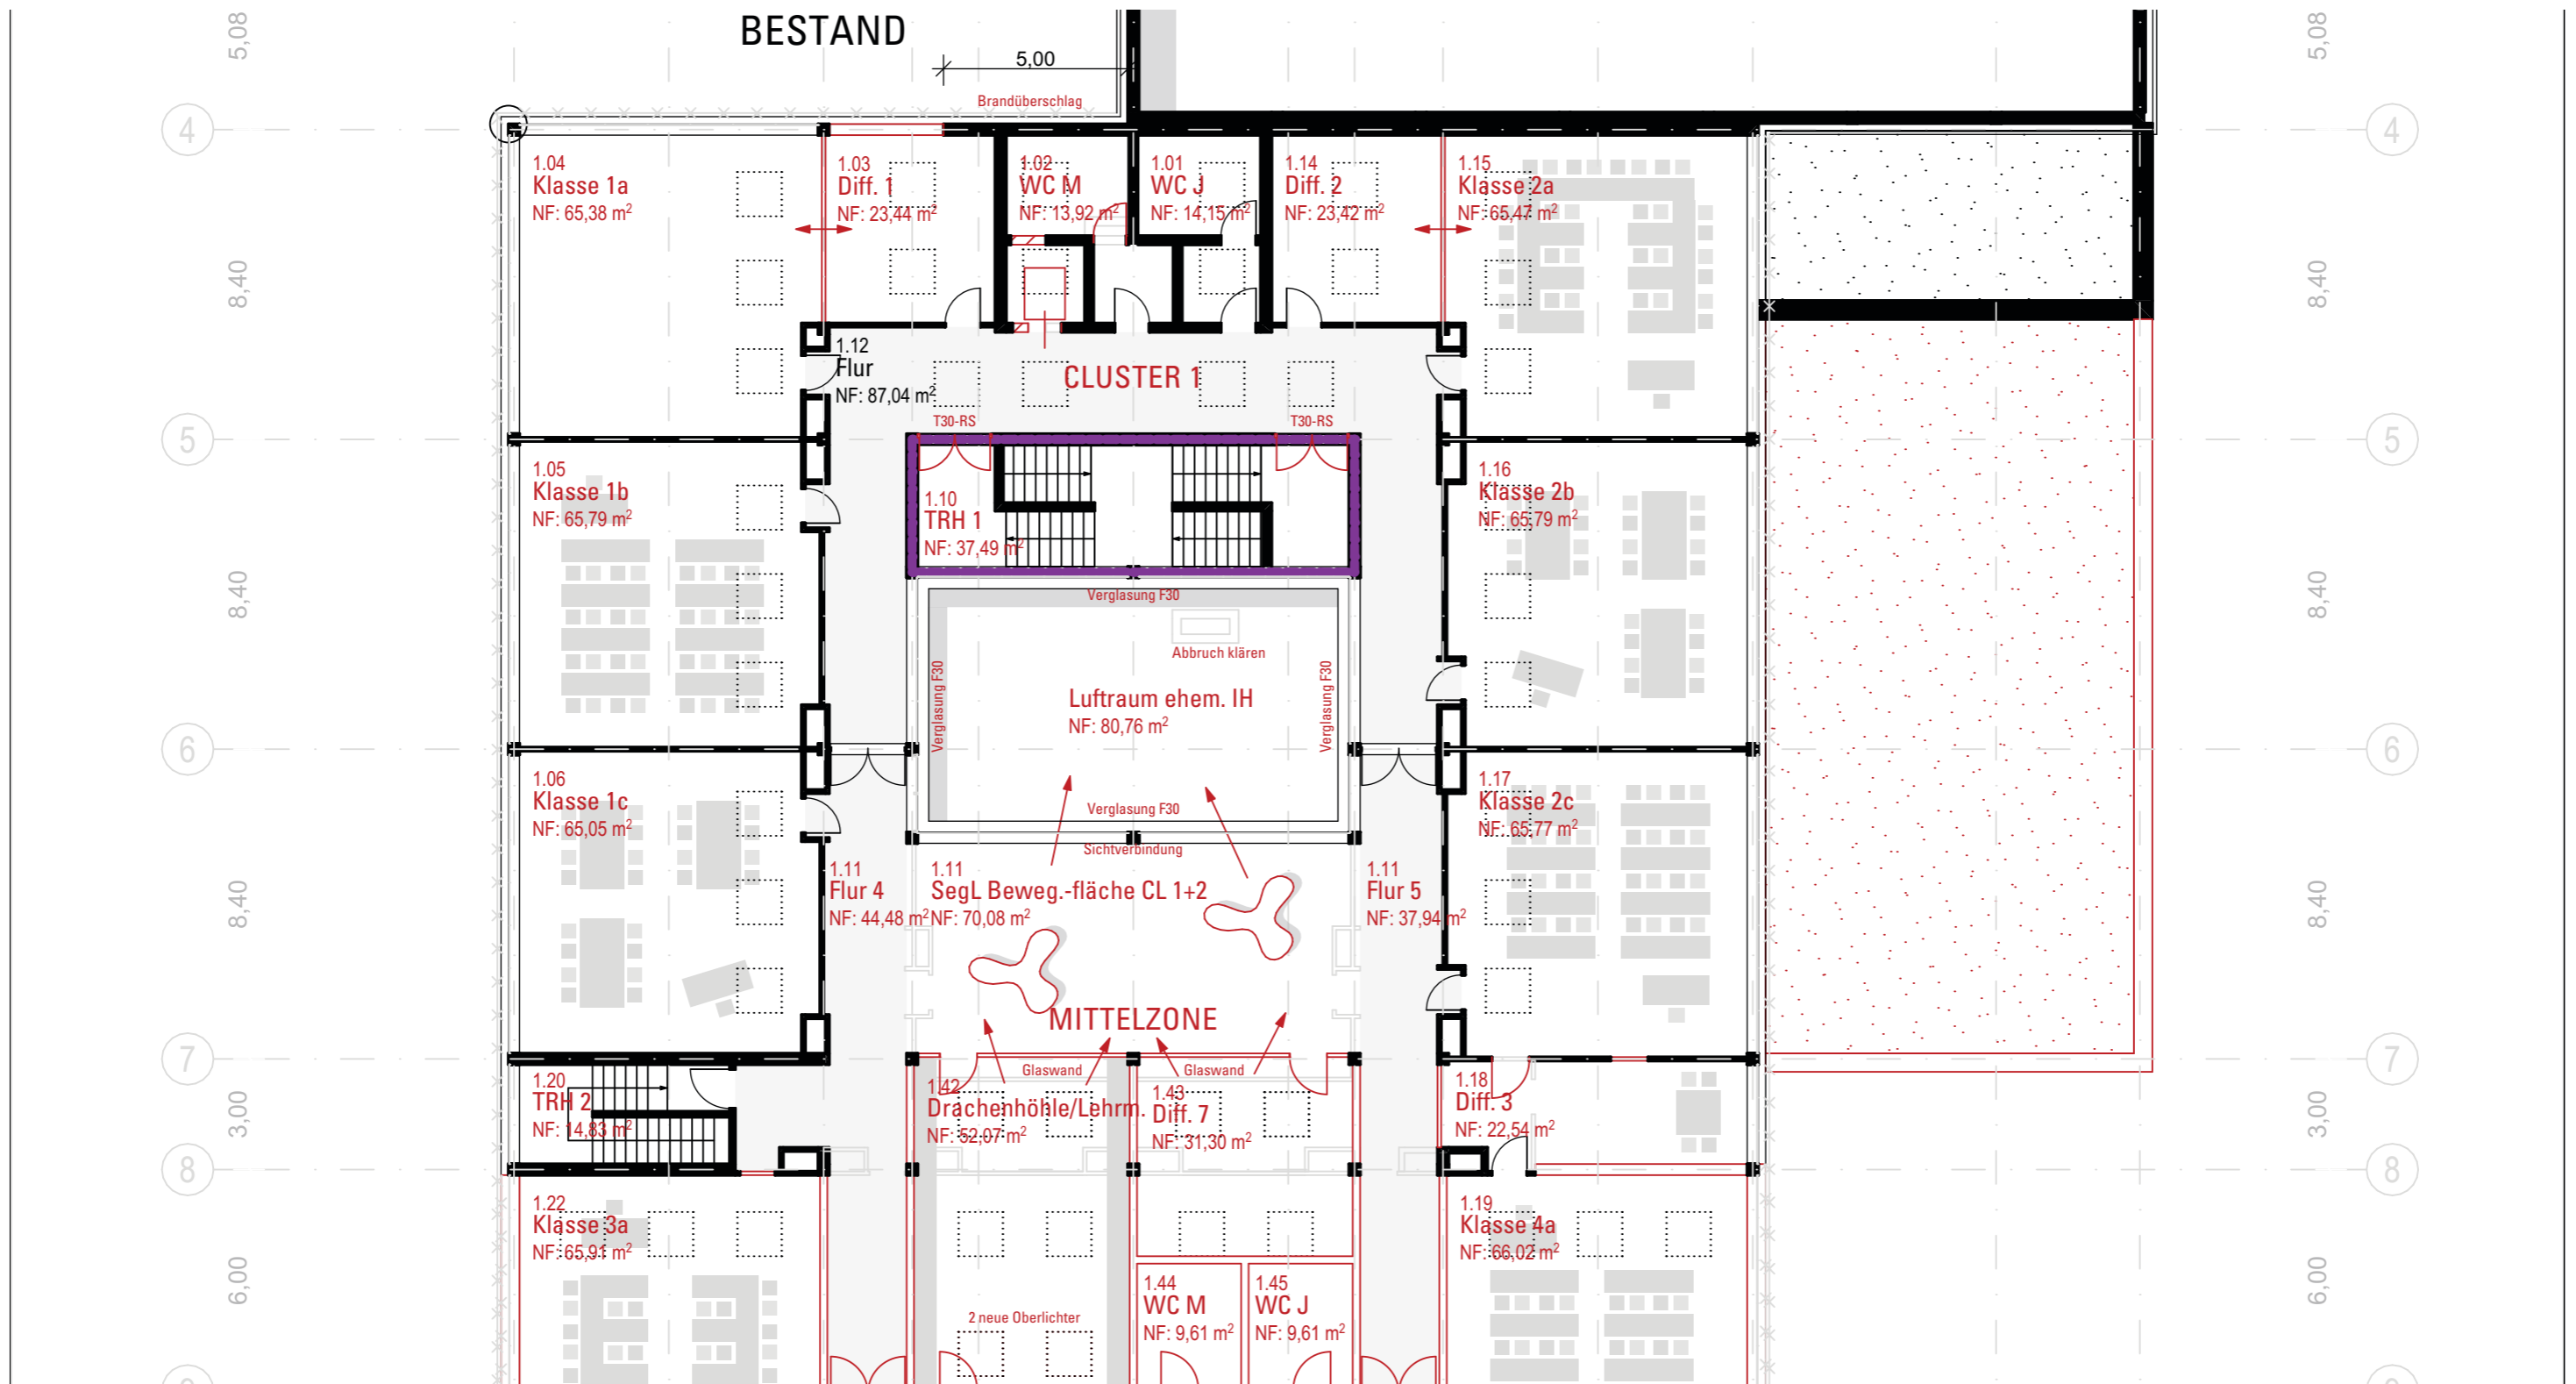 BESTAND
5,08
5,08
5,00
Brandüberschlag
4
4
1.04
Klasse 1a
NF: 65,38 m²
1.03
Diff. 1
NF: 23,44 m²
1.02
WC M
NF: 13,92 m²
1.01
WC J
NF: 14,15 m²
1.14
Diff. 2
NF: 23,42 m²
1.15
Klasse 2a
NF: 65,47 m²
8,40
8,40
1.12
Flur
NF: 87,04 m²
CLUSTER 1
T30-RS
T30-RS
5
5
1.05
Klasse 1b
NF: 65,79 m²
1.10
TRH 1
NF: 37,49 m²
1.16
Klasse 2b
NF: 65,79 m²
8,40
8,40
Verglasung F30
Abbruch klären
Verglasung F30
Verglasung F30
Luftraum ehem. IH
NF: 80,76 m²
6
6
1.06
Klasse 1c
NF: 65,05 m²
1.17
Klasse 2c
NF: 65,77 m²
Verglasung F30
Sichtverbindung
8,40
8,40
1.11
Flur 4
NF: 44,48 m²
1.11
SegL Beweg.-fläche CL 1+2
NF: 70,08 m²
1.11
Flur 5
NF: 37,94 m²
MITTELZONE
7
7
Glaswand
Glaswand
1.20
TRH 2
NF: 14,83 m²
1.42
Drachenhöhle/Lehrm.
NF: 52,07 m²
1.43
Diff. 7
NF: 31,30 m²
1.18
Diff. 3
NF: 22,54 m²
3,00
3,00
8
8
1.22
Klasse 3a
NF: 65,91 m²
1.19
Klasse 4a
NF: 66,02 m²
6,00
6,00
2 neue Oberlichter
1.44
WC M
NF: 9,61 m²
1.45
WC J
NF: 9,61 m²